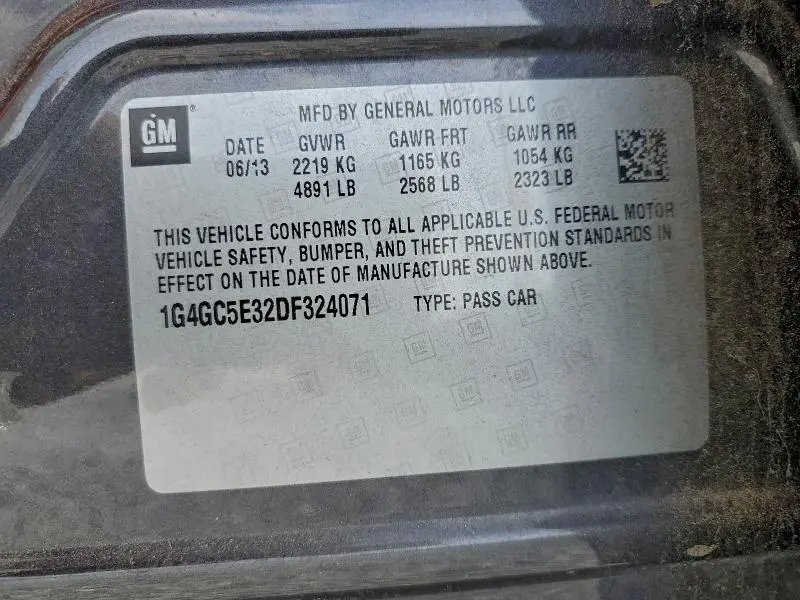 GM
MFD BY GENERAL MOTORS LLC
DATE GVWR GAWR FRT GAWR RR
06/13 2219 KG 1165 KG 1054 KG
4891 LB 2568 LB 2323 LB
THIS VEHICLE CONFORMS TO ALL APPLICABLE U.S. FEDERAL MOTOR
VEHICLE SAFETY, BUMPER, AND THEFT PREVENTION STANDARDS IN
EFFECT ON THE DATE OF MANUFACTURE SHOWN ABOVE.
1G4GC5E32DF324071 TYPE: PASS CAR